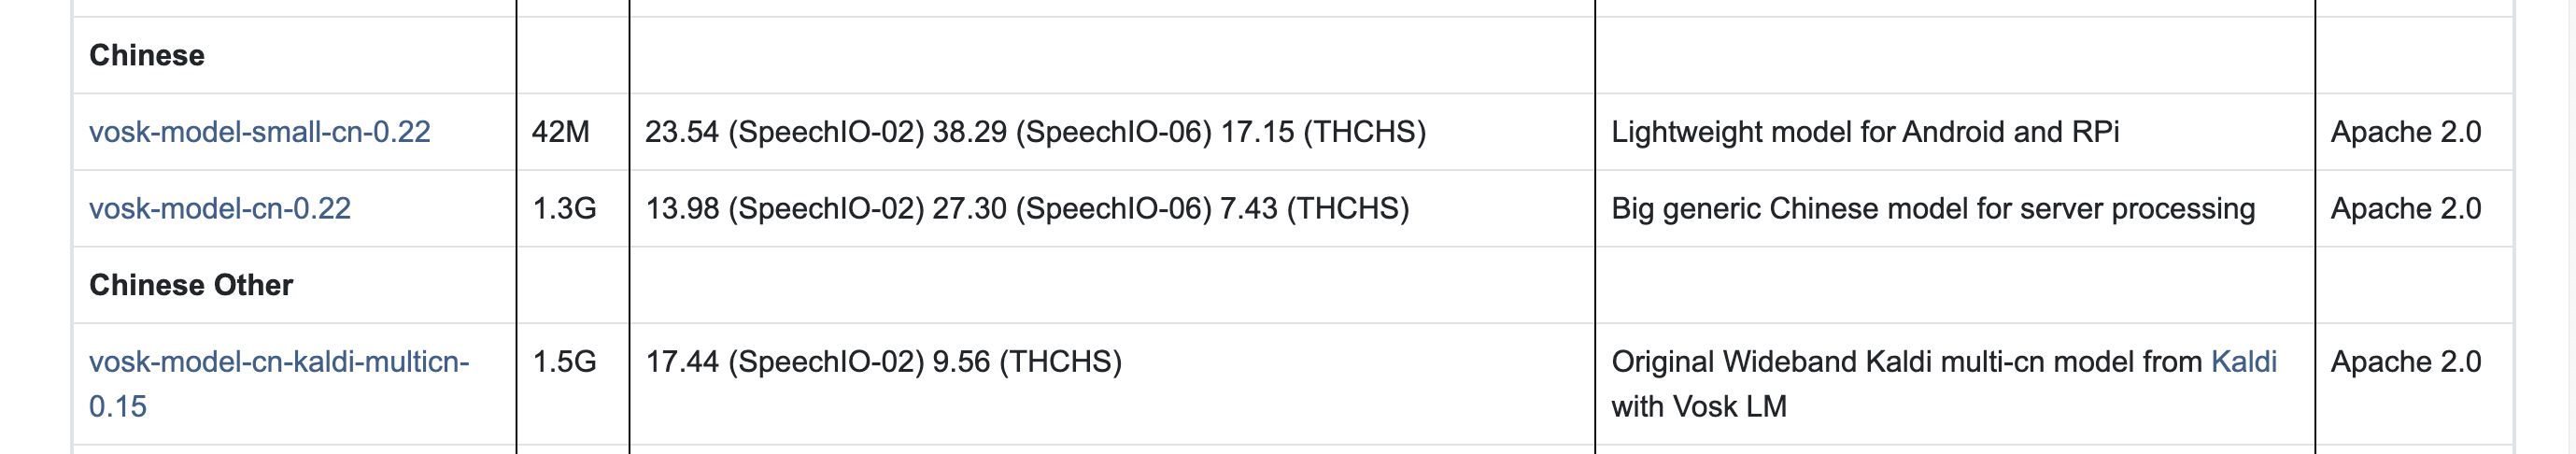 Chinese
vosk-model-small-cn-0.22 42M 23.54 (SpeechIO-02) 38.29 (SpeechIO-06) 17.15 (THCHS) Lightweight model for Android and RPi Apache 2.0
vosk-model-cn-0.22 1.3G 13.98 (SpeechIO-02) 27.30 (SpeechIO-06) 7.43 (THCHS) Big generic Chinese model for server processing Apache 2.0
Chinese Other
vosk-model-cn-kaldi-multicn- 1.5G 17.44 (SpeechIO-02) 9.56 (THCHS) Original Wideband Kaldi multi-cn model from Kaldi Apache 2.0
0.15 with Vosk LM